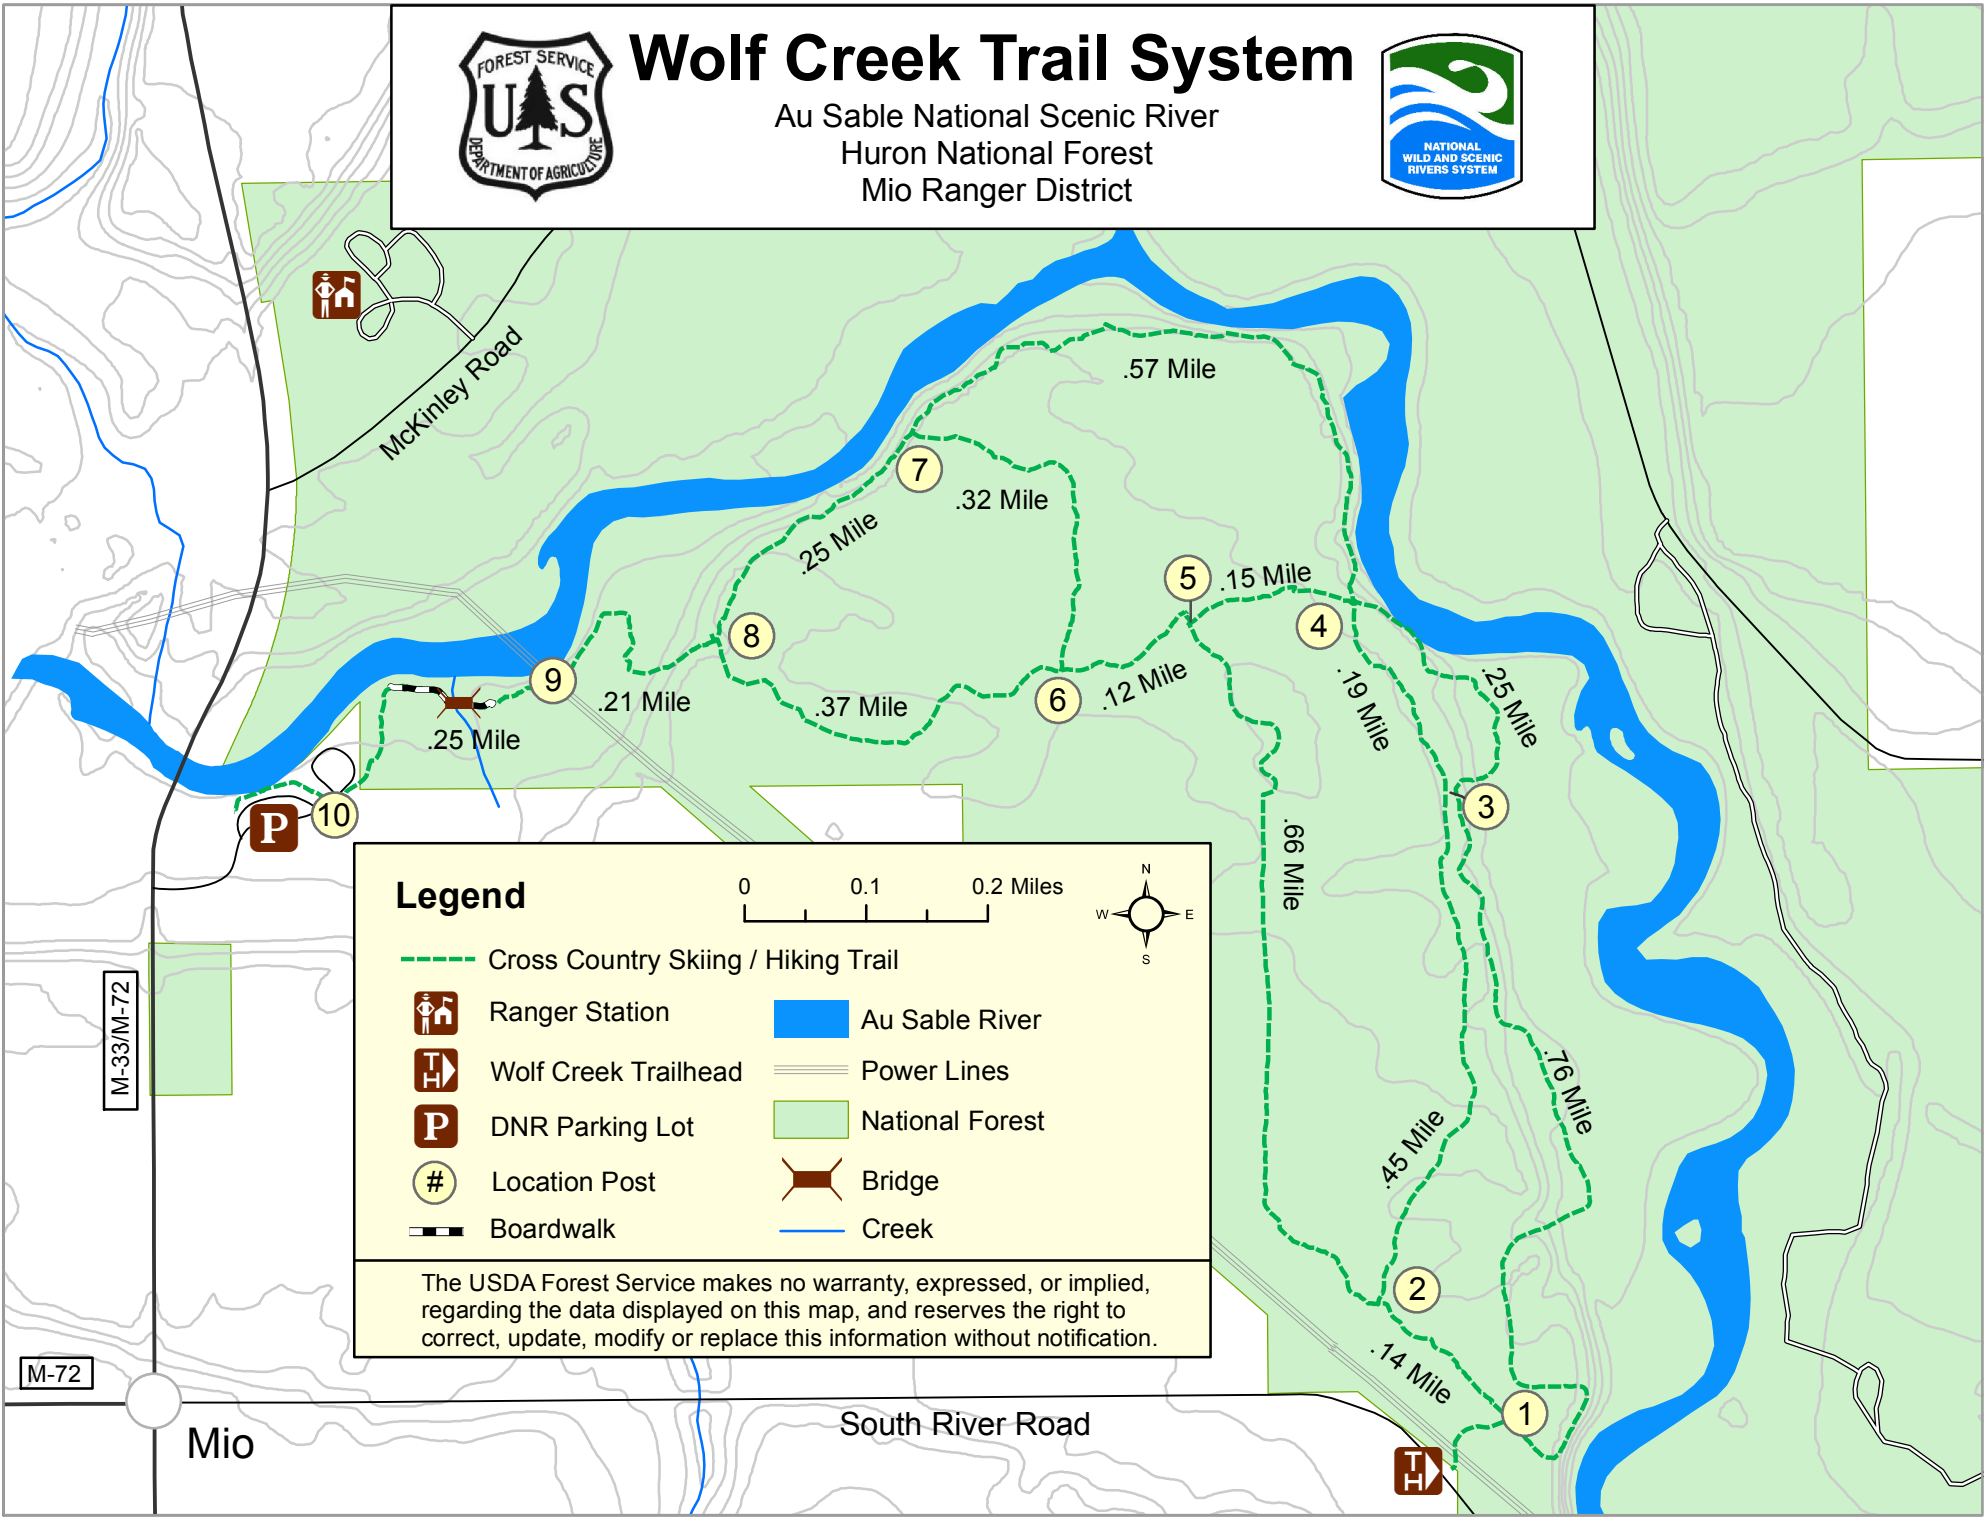 FOREST SERVICE
U S
DEPARTMENT OF AGRICULTURE
Wolf Creek Trail System
Au Sable National Scenic River
Huron National Forest
Mio Ranger District
NATIONAL
WILD AND SCENIC
RIVERS SYSTEM
McKinley Road
.57 Mile
7
.32 Mile
.25 Mile
5
.15 Mile
4
8
9
.21 Mile
.37 Mile
6
.12 Mile
.19 Mile
.25 Mile
.25 Mile
3
10
P
.66 Mile
.76 Mile
.45 Mile
2
.14 Mile
1
TH
M-33/M-72
M-72
Mio
South River Road
Legend
0 0.1 0.2 Miles
N
W E
S
Cross Country Skiing / Hiking Trail
Ranger Station
Au Sable River
TH
Wolf Creek Trailhead
Power Lines
P
DNR Parking Lot
National Forest
#
Location Post
Bridge
Boardwalk
Creek
The USDA Forest Service makes no warranty, expressed, or implied,
regarding the data displayed on this map, and reserves the right to
correct, update, modify or replace this information without notification.